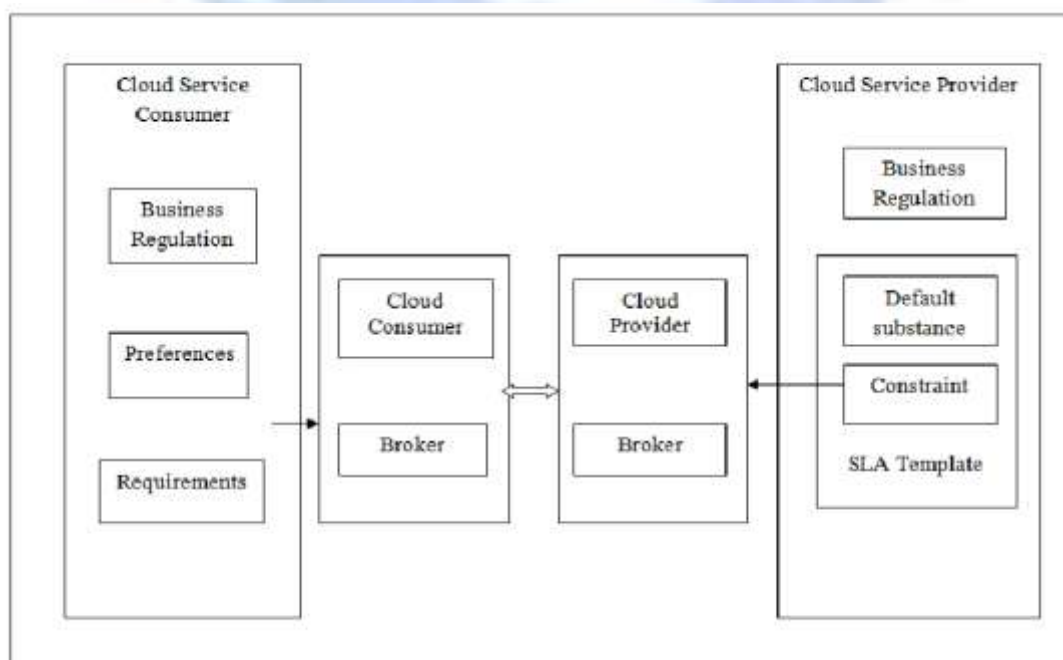 Cloud Service
Consumer
Business
Regulation
Preferences
Requirements
Cloud
Consumer
Broker
Cloud
Provider
Broker
Cloud Service Provider
Business
Regulation
Default
substance
Constraint
SLA Template